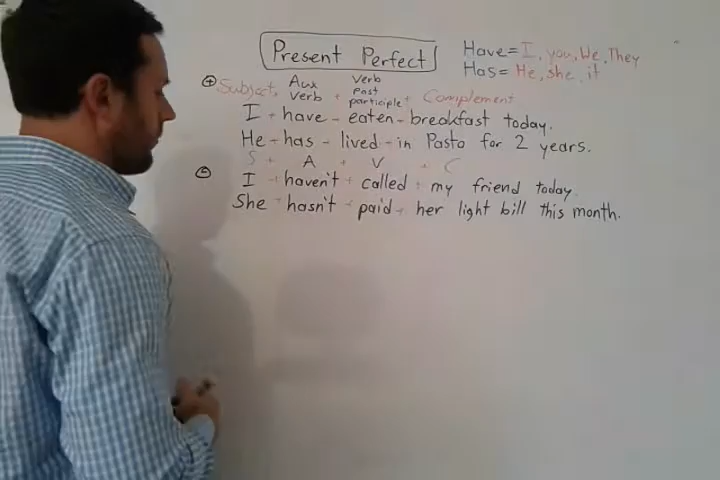 Present Perfect
Have = I, you, We, They
Has = He, she, it
+ Subject + Aux verb + Verb past participle + Complement
I + have - eaten - breakfast today.
He - has - lived - in Pasto for 2 years.
S + A + V + C
- I + haven't + called + my friend today.
She + hasn't + paid + her light bill this month.